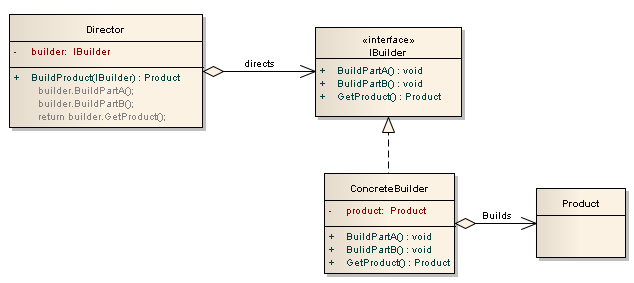 Director
- builder: IBuilder
+ BuildProduct(IBuilder) : Product
builder.BuildPartA();
builder.BuildPartB();
return builder.GetProduct();
directs
«interface»
IBuilder
+ BuildPartA() : void
+ BulidPartB() : void
+ GetProduct() : Product
ConcreteBuilder
- product: Product
+ BuildPartA() : void
+ BulidPartB() : void
+ GetProduct() : Product
Builds
Product